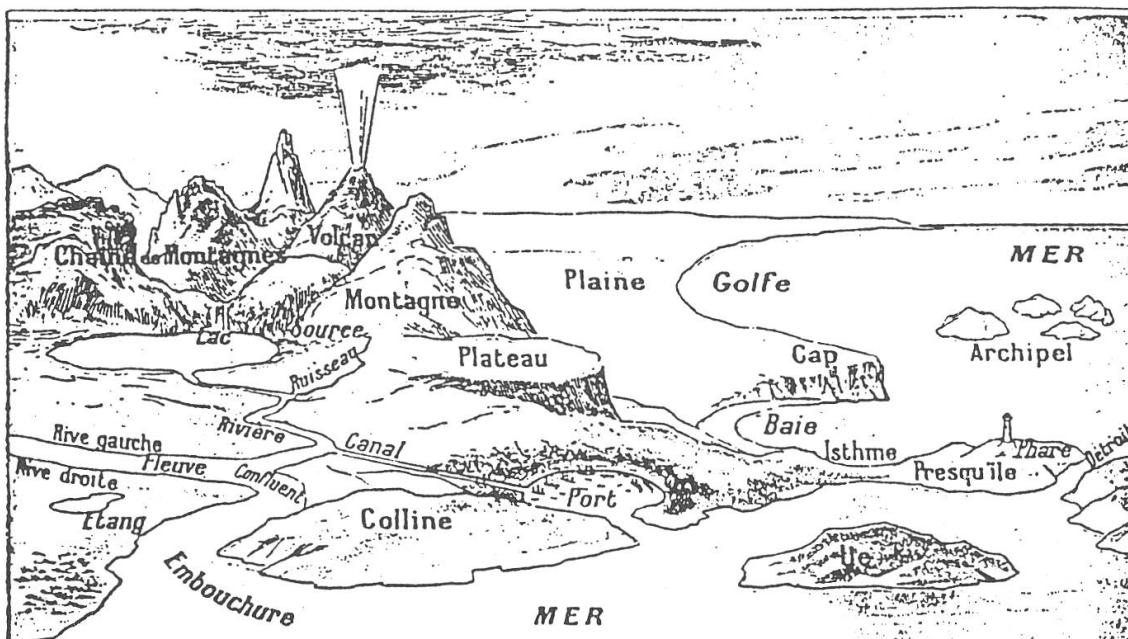 Chaîne de Montagnes
Volcan
MER
Plaine
Golfe
Montagne
Source
Lac
Archipel
Plateau
Cap
Ruisseau
Rivière
Baie
Rive gauche
Canal
Isthme
Phare
Détroit
Fleuve
Confluent
Presqu'île
Rive droite
Port
Etang
Colline
Ile
Embouchure
MER